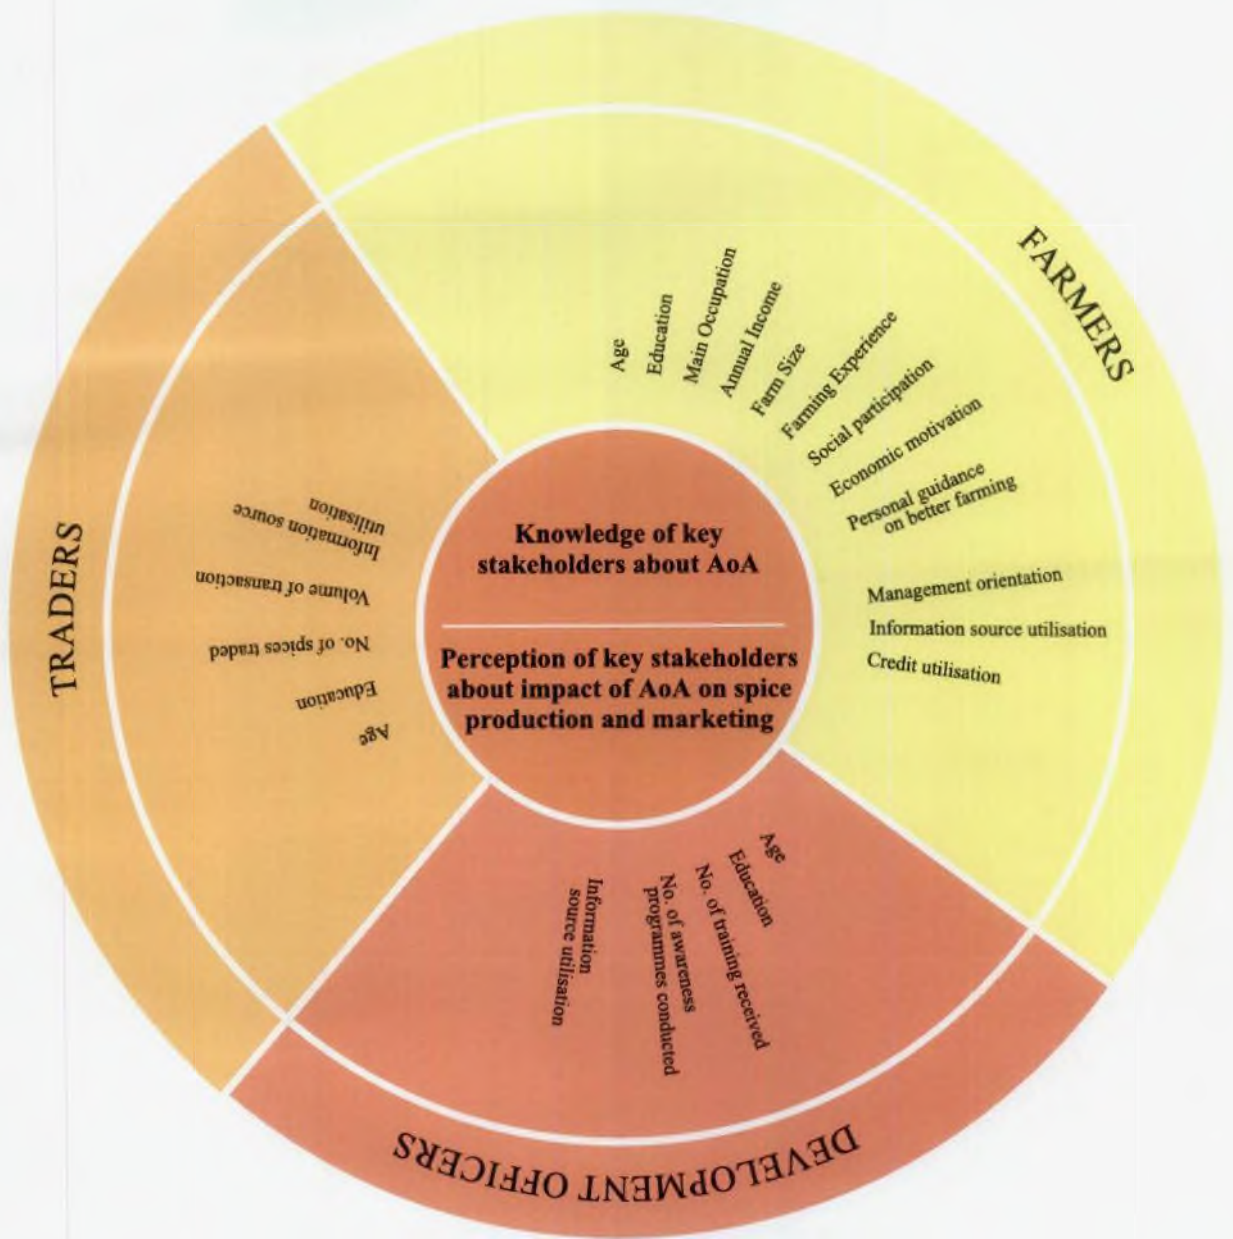 FARMERS
Age
Education
Main Occupation
Annual Income
Farm Size
Farming Experience
Social participation
Economic motivation
Personal guidance
on better farming
Management orientation
Information source utilisation
Credit utilisation
DEVELOPMENT OFFICERS
Age
Education
No. of training received
No. of awareness
programmes conducted
Information
source utilisation
TRADERS
Age
Education
No. of spices traded
Volume of transaction
Information source
utilisation
Knowledge of key
stakeholders about AoA
Perception of key stakeholders
about impact of AoA on spice
production and marketing